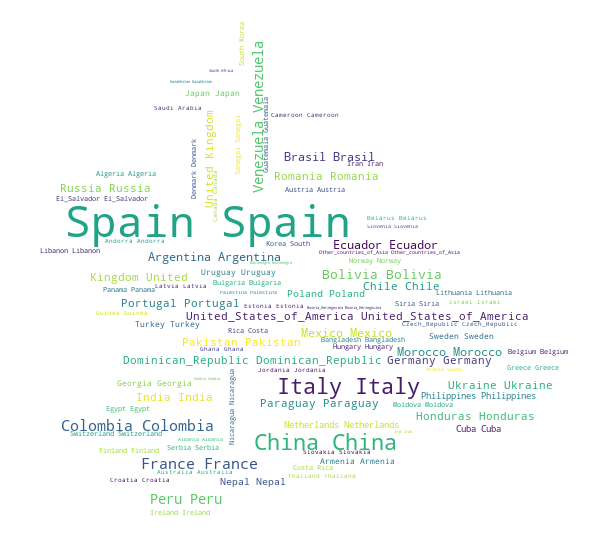 South Korea
South Africa
Kazakhstan Kazakhstan
Japan Japan
Saudi Arabia
Venezuela Venezuela
Guatemala Guatemala
Cameroon Cameroon
United Kingdom
Senegal Senegal
Denmark Denmark
Canada Canada
Brasil Brasil
Iran Iran
Algeria Algeria
Romania Romania
Russia Russia
Austria Austria
El_Salvador El_Salvador
Spain Spain
Belarus Belarus
Slovenia Slovenia
Andorra Andorra
Korea South
Ecuador Ecuador
Lebanon Lebanon
Other_countries_of_Asia Other_countries_of_Asia
Argentina Argentina
Norway Norway
Kingdom United
Uruguay Uruguay
Bolivia Bolivia
Bulgaria Bulgaria
Latvia Latvia
Chile Chile
Panama Panama
Palestina Palestina
Poland Poland
Lithuania Lithuania
Portugal Portugal
Estonia Estonia
Bosnia_Herzegovina Bosnia_Herzegovina
Siria Siria
Israel Israel
Guinea Guinea
United_States_of_America United_States_of_America
Turkey Turkey
Czech_Republic Czech_Republic
Rica Costa
Mexico Mexico
Sweden Sweden
Pakistan Pakistan
Bangladesh Bangladesh
Ghana Ghana
Hungary Hungary
Morocco Morocco
Belgium Belgium
Dominican_Republic Dominican_Republic
Germany Germany
Jordania Jordania
Greece Greece
Nicaragua Nicaragua
Georgia Georgia
Italy Italy
Ukraine Ukraine
India India
Philippines Philippines
Paraguay Paraguay
Moldova Moldova
Egypt Egypt
Honduras Honduras
Colombia Colombia
Netherlands Netherlands
Cuba Cuba
Switzerland Switzerland
Albania Albania
China China
Serbia Serbia
Finland Finland
Slovakia Slovakia
France France
Armenia Armenia
Costa Rica
Australia Australia
Thailand Thailand
Croatia Croatia
Nepal Nepal
Peru Peru
Ireland Ireland